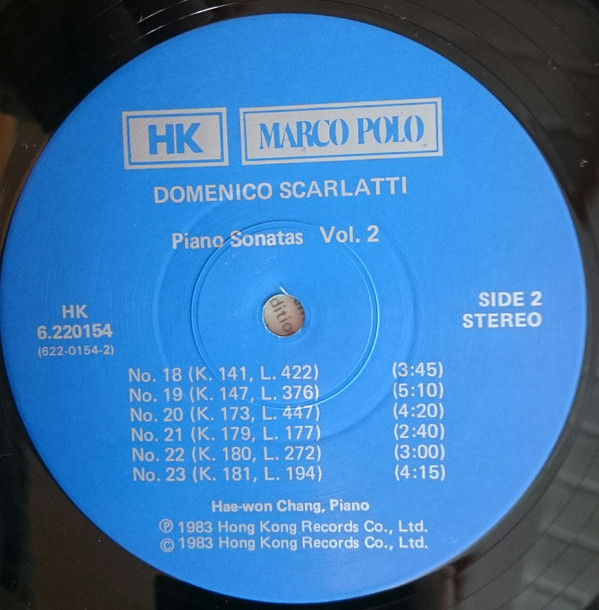 HK MARCO POLO
DOMENICO SCARLATTI
Piano Sonatas Vol. 2
HK
6.220154
(622-0154-2)
SIDE 2
STEREO
dition
No. 18 (K. 141, L. 422) (3:45)
No. 19 (K. 147, L. 376) (5:10)
No. 20 (K. 173, L. 447) (4:20)
No. 21 (K. 179, L. 177) (2:40)
No. 22 (K. 180, L. 272) (3:00)
No. 23 (K. 181, L. 194) (4:15)
Hae-won Chang, Piano
℗ 1983 Hong Kong Records Co., Ltd.
© 1983 Hong Kong Records Co., Ltd.